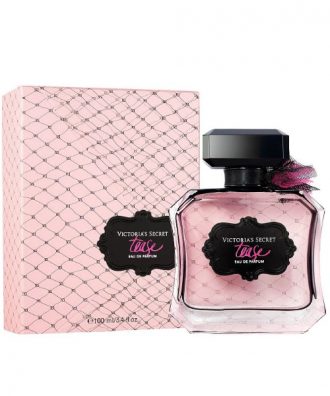 VICTORIA'S SECRET
tease
EAU DE PARFUM
100 ml/3.4 fl.oz.
VICTORIA'S SECRET
tease
EAU DE PARFUM